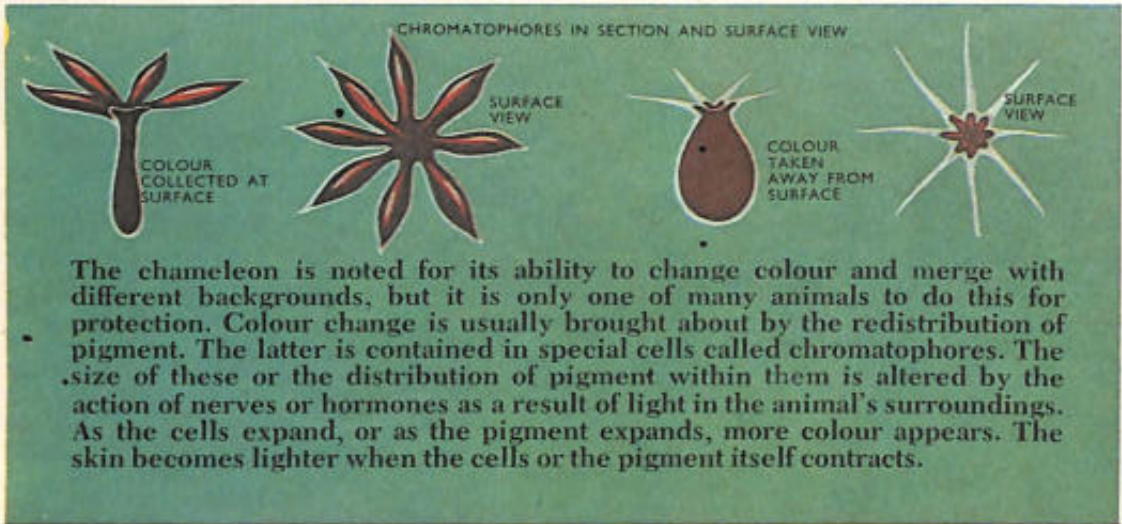 CHROMATOPHORES IN SECTION AND SURFACE VIEW
COLOUR
COLLECTED AT
SURFACE
SURFACE
VIEW
COLOUR
TAKEN
AWAY FROM
SURFACE
SURFACE
VIEW
The chameleon is noted for its ability to change colour and merge with
different backgrounds, but it is only one of many animals to do this for
protection. Colour change is usually brought about by the redistribution of
pigment. The latter is contained in special cells called chromatophores. The
size of these or the distribution of pigment within them is altered by the
action of nerves or hormones as a result of light in the animal's surroundings.
As the cells expand, or as the pigment expands, more colour appears. The
skin becomes lighter when the cells or the pigment itself contracts.